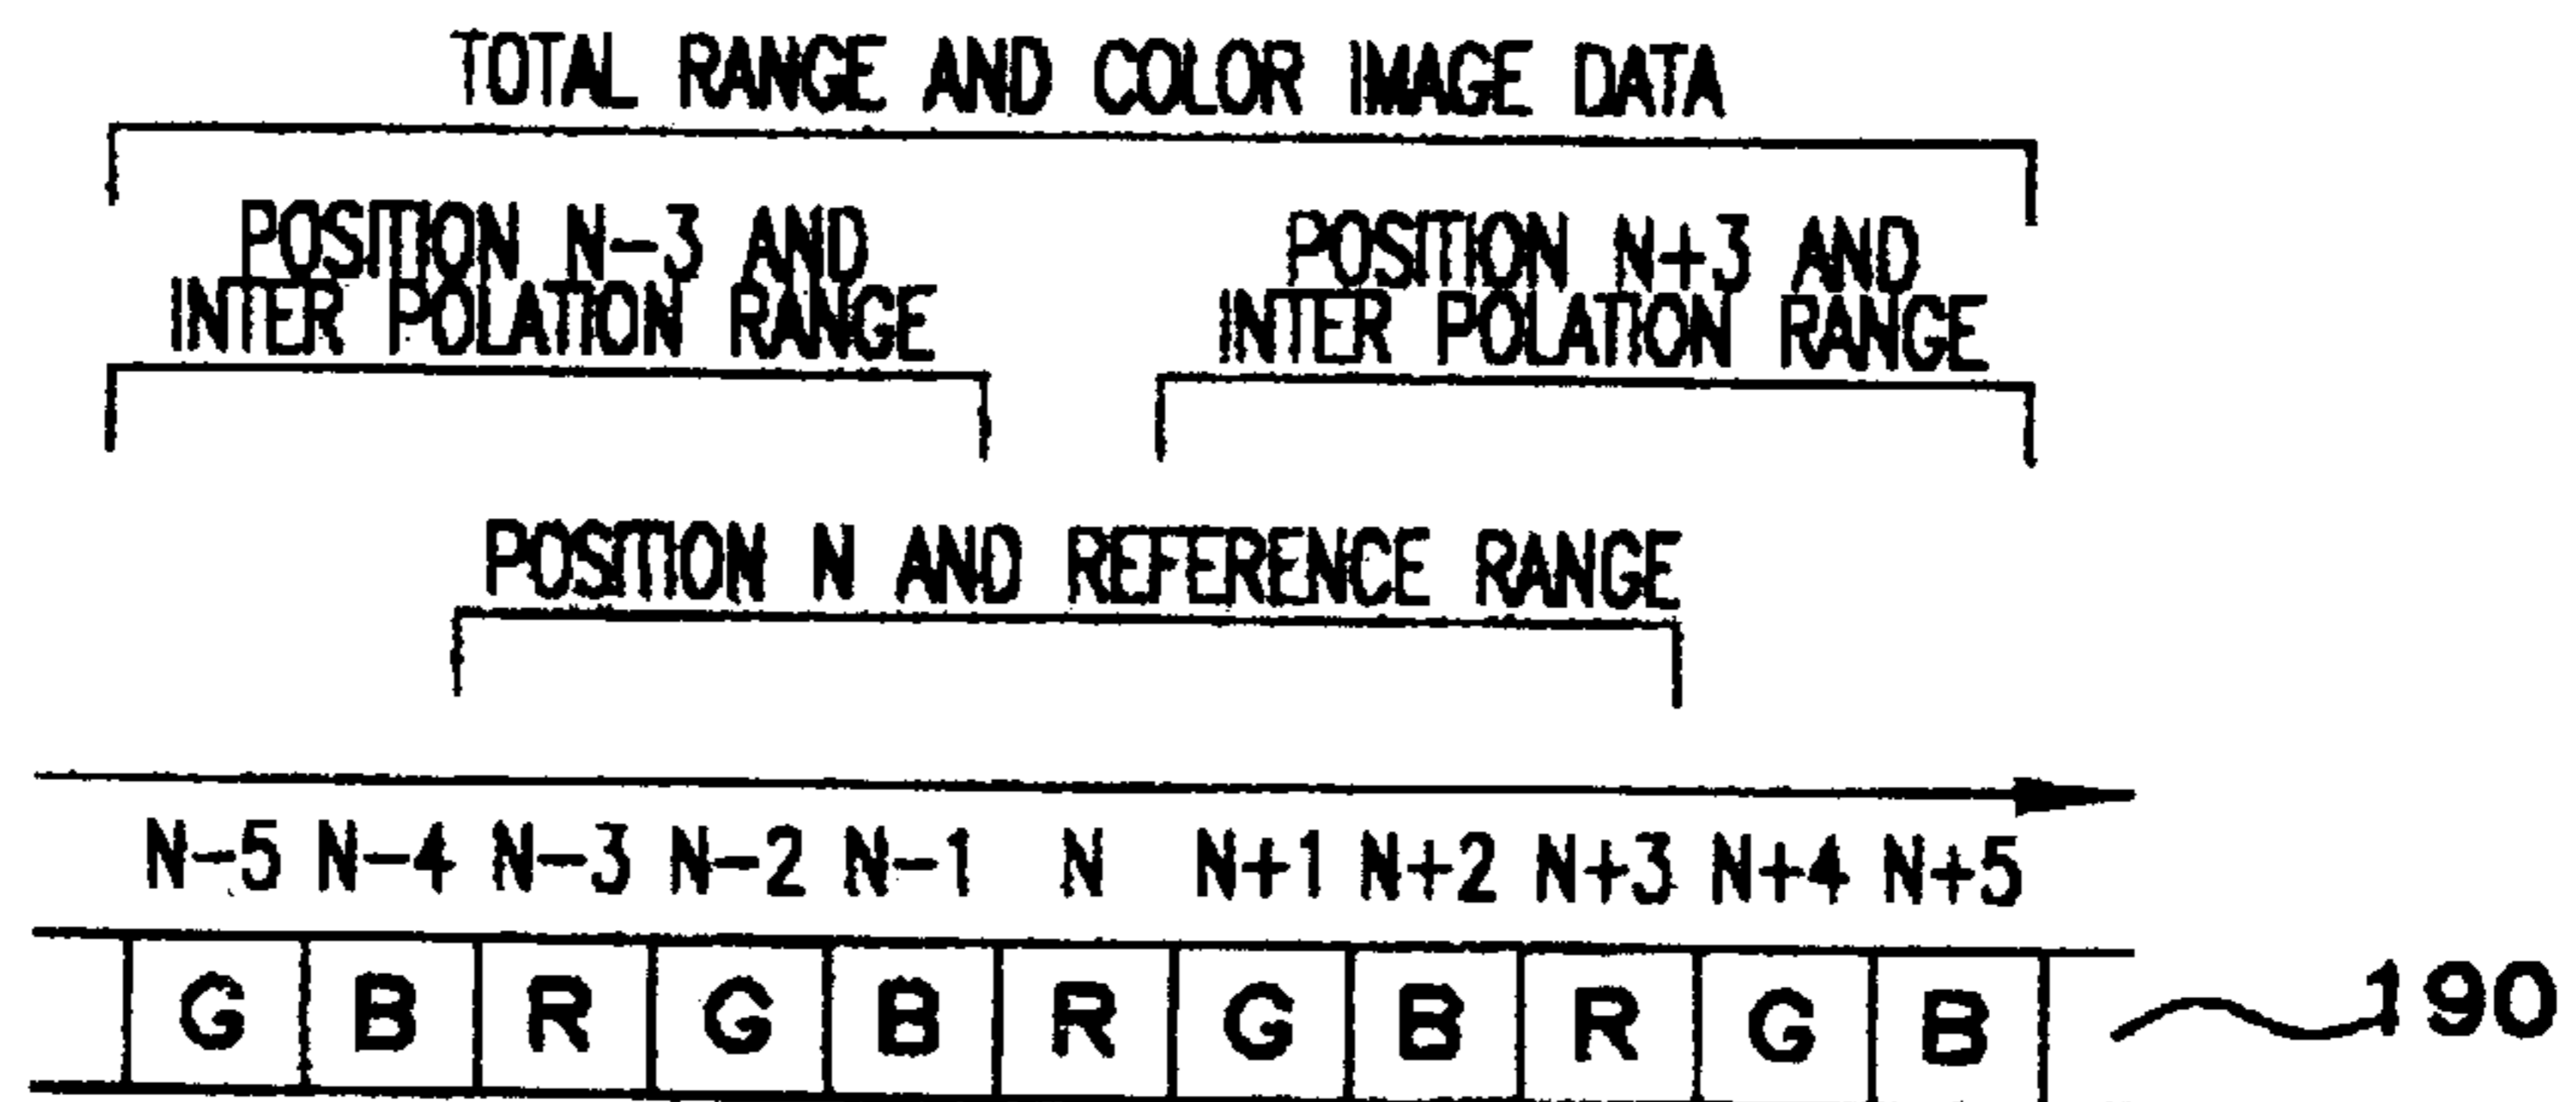 TOTAL RANGE AND COLOR IMAGE DATA
POSITION N-3 AND
INTER POLATION RANGE
POSITION N+3 AND
INTER POLATION RANGE
POSITION N AND REFERENCE RANGE
N-5 N-4 N-3 N-2 N-1 N N+1 N+2 N+3 N+4 N+5
G B R G B R G B R G B
190